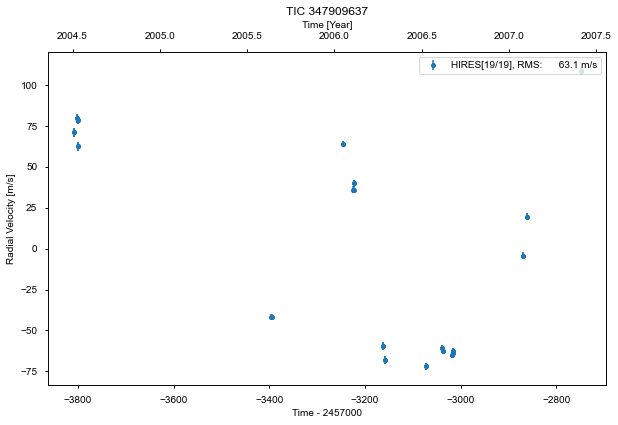 TIC 347909637
Time [Year]
2004.5 2005.0 2005.5 2006.0 2006.5 2007.0 2007.5
HIRES[19/19], RMS: 63.1 m/s
100
75
50
25
0
−25
−50
−75
Radial Velocity [m/s]
−3800 −3600 −3400 −3200 −3000 −2800
Time - 2457000